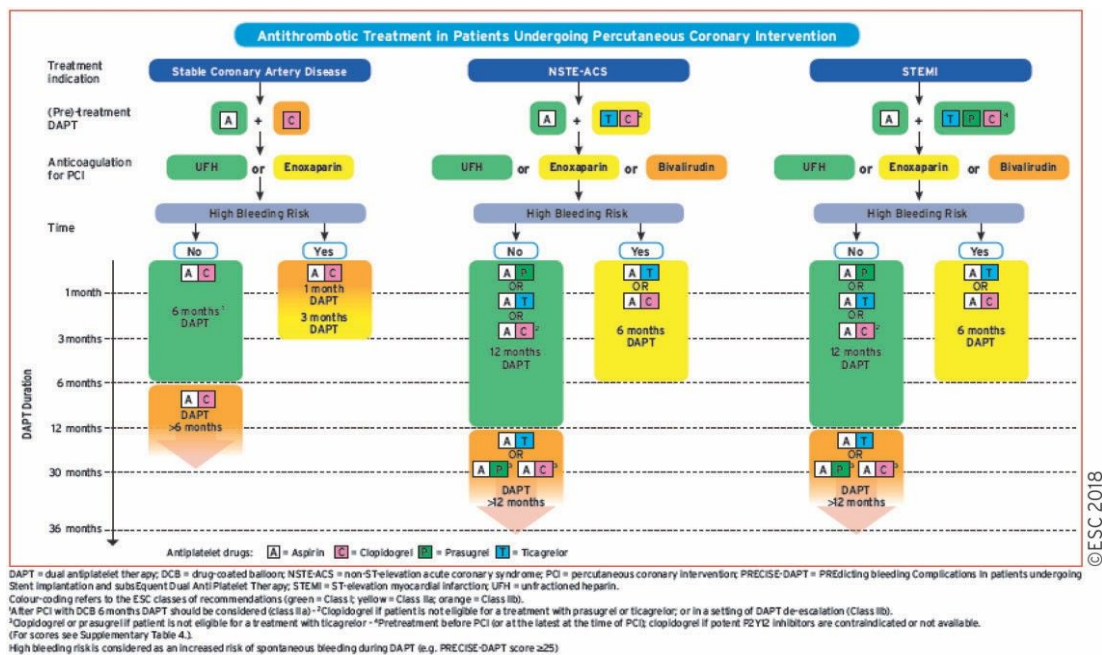 Antithrombotic Treatment in Patients Undergoing Percutaneous Coronary Intervention
Treatment indication
Stable Coronary Artery Disease
NSTE-ACS
STEMI
(Pre)-treatment DAPT
A + C
A + T C²
A + T P C⁴
Anticoagulation for PCI
UFH or Enoxaparin
UFH or Enoxaparin or Bivalirudin
UFH or Enoxaparin or Bivalirudin
High Bleeding Risk
High Bleeding Risk
High Bleeding Risk
Time
No
Yes
No
Yes
No
Yes
DAPT Duration
1 month
3 months
6 months
12 months
30 months
36 months
A C
6 months¹
DAPT
A C
DAPT
>6 months
A C
1 month
DAPT
3 months
DAPT
A P
OR
A T
OR
A C²
12 months
DAPT
A T
OR
A P³ A C³
DAPT
>12 months
A T
OR
A C
6 months
DAPT
A P
OR
A T
OR
A C²
12 months
DAPT
A T
OR
A P³ A C³
DAPT
>12 months
A T
OR
A C
6 months
DAPT
Antiplatelet drugs: A = Aspirin C = Clopidogrel P = Prasugrel T = Ticagrelor
©ESC 2018
DAPT = dual antiplatelet therapy; DCB = drug-coated balloon; NSTE-ACS = non-ST-elevation acute coronary syndrome; PCI = percutaneous coronary intervention; PRECISE-DAPT = PREdicting bleeding Complications In patients undergoing
Stent implantation and subsEquent Dual Anti Platelet Therapy; STEMI = ST-elevation myocardial infarction; UFH = unfractioned heparin.
Colour-coding refers to the ESC classes of recommendations (green = Class I; yellow = Class IIa; orange = Class IIb).
¹After PCI with DCB 6 months DAPT should be considered (class IIa) - ²Clopidogrel if patient is not eligible for a treatment with prasugrel or ticagrelor; or in a setting of DAPT de-escalation (Class IIb).
³Clopidogrel or prasugrel if patient is not eligible for a treatment with ticagrelor - ⁴Pretreatment before PCI (or at the latest at the time of PCI); clopidogrel if potent P2Y12 inhibitors are contraindicated or not available.
(For scores see Supplementary Table 4.).
High bleeding risk is considered as an increased risk of spontaneous bleeding during DAPT (e.g. PRECISE-DAPT score ≥25)